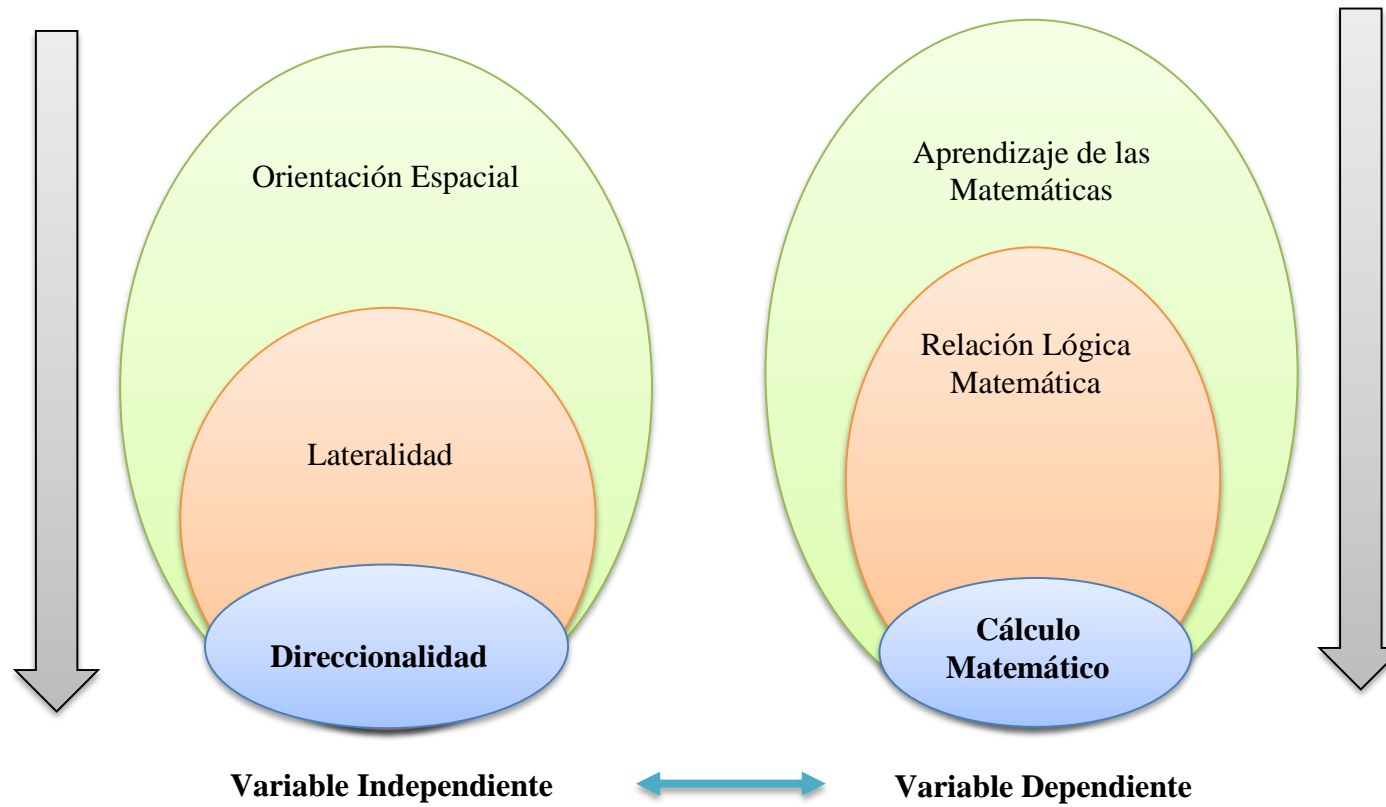 Orientación Espacial
Lateralidad
Direccionalidad
Variable Independiente
Aprendizaje de las
Matemáticas
Relación Lógica
Matemática
Cálculo
Matemático
Variable Dependiente